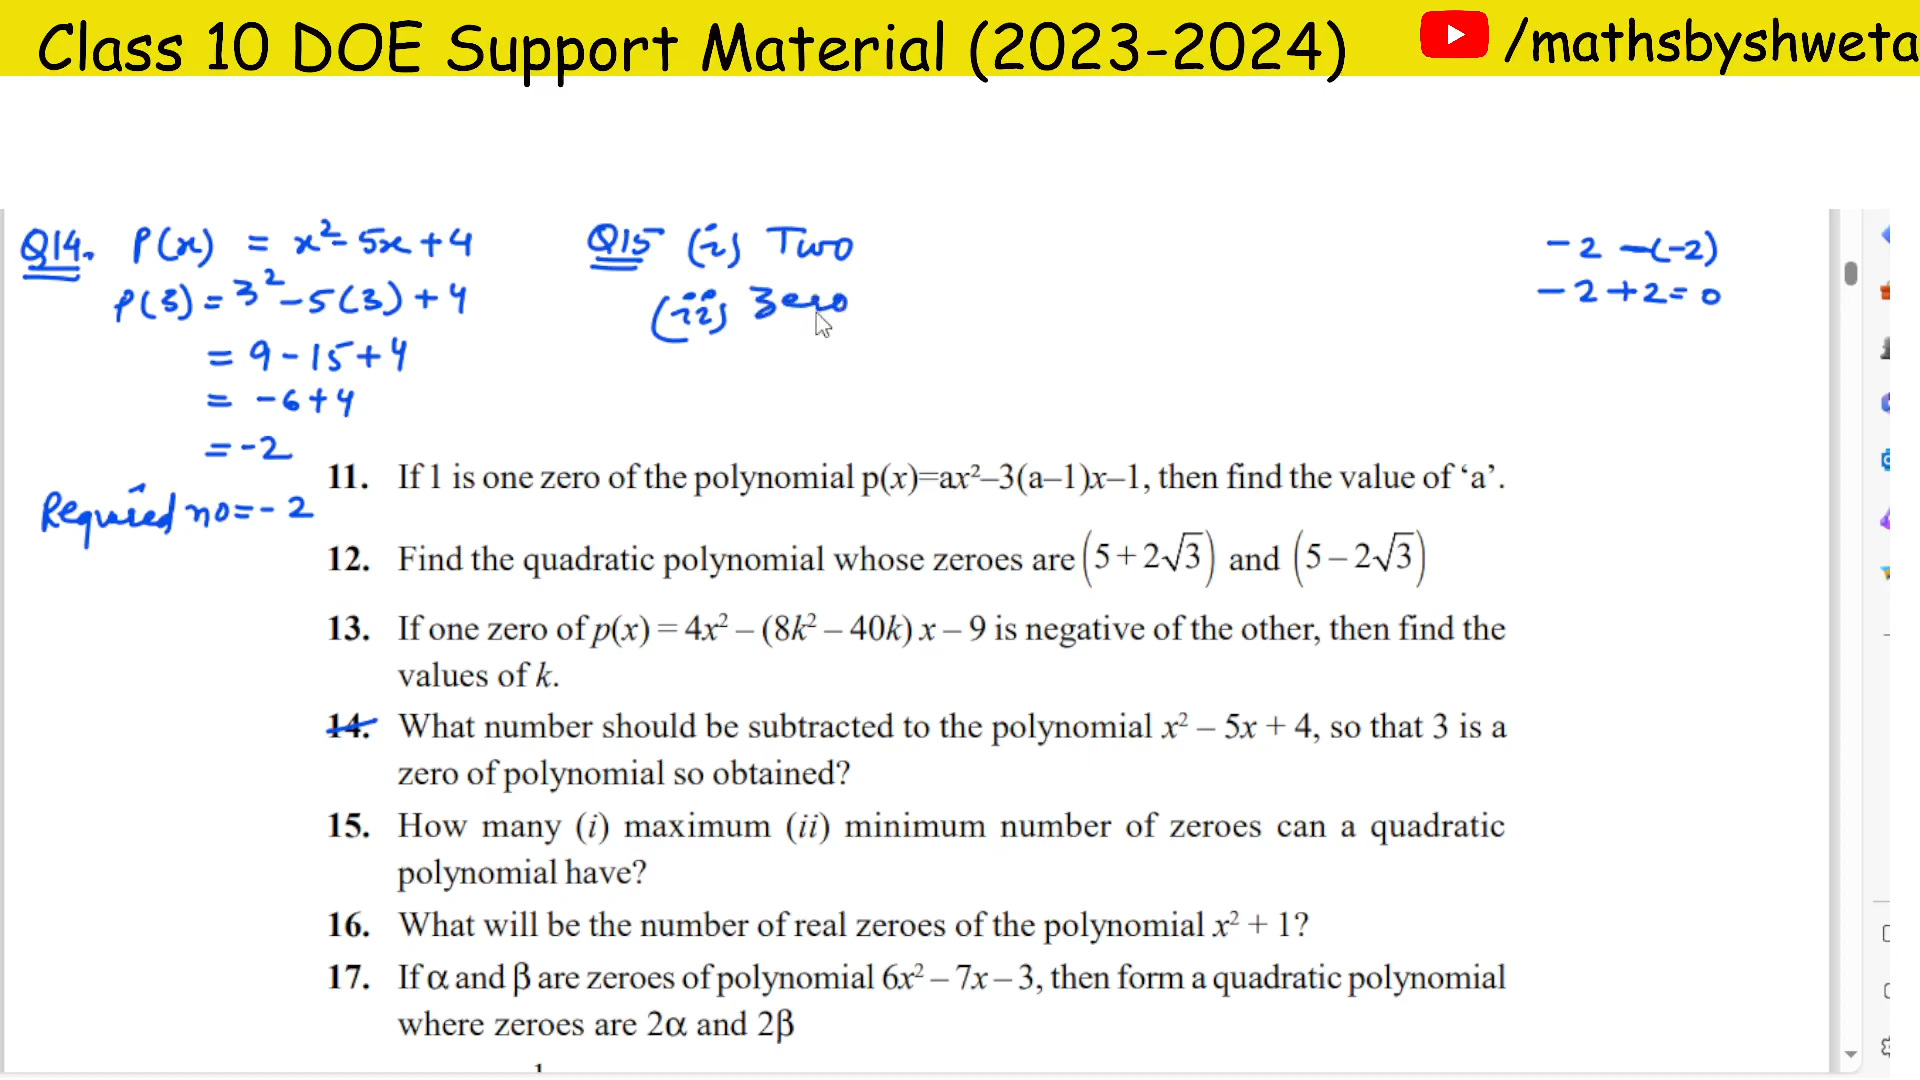 Class 10 DOE Support Material (2023-2024)
/mathsbyshweta
Q14. P(x) = x²- 5x+4
P(3) = 3² - 5(3) + 4
= 9 - 15 + 4
= -6+4
= -2
Required no = - 2
Q15 (i) Two
(ii) Zero
- 2 -(-2)
- 2 + 2 = 0
11. If 1 is one zero of the polynomial p(x)=ax²–3(a–1)x–1, then find the value of ‘a’.
12. Find the quadratic polynomial whose zeroes are (5 + 2√3) and (5 – 2√3)
13. If one zero of p(x) = 4x² – (8k² – 40k) x – 9 is negative of the other, then find the
values of k.
14. What number should be subtracted to the polynomial x² – 5x + 4, so that 3 is a
zero of polynomial so obtained?
15. How many (i) maximum (ii) minimum number of zeroes can a quadratic
polynomial have?
16. What will be the number of real zeroes of the polynomial x² + 1?
17. If α and β are zeroes of polynomial 6x² – 7x – 3, then form a quadratic polynomial
where zeroes are 2α and 2β